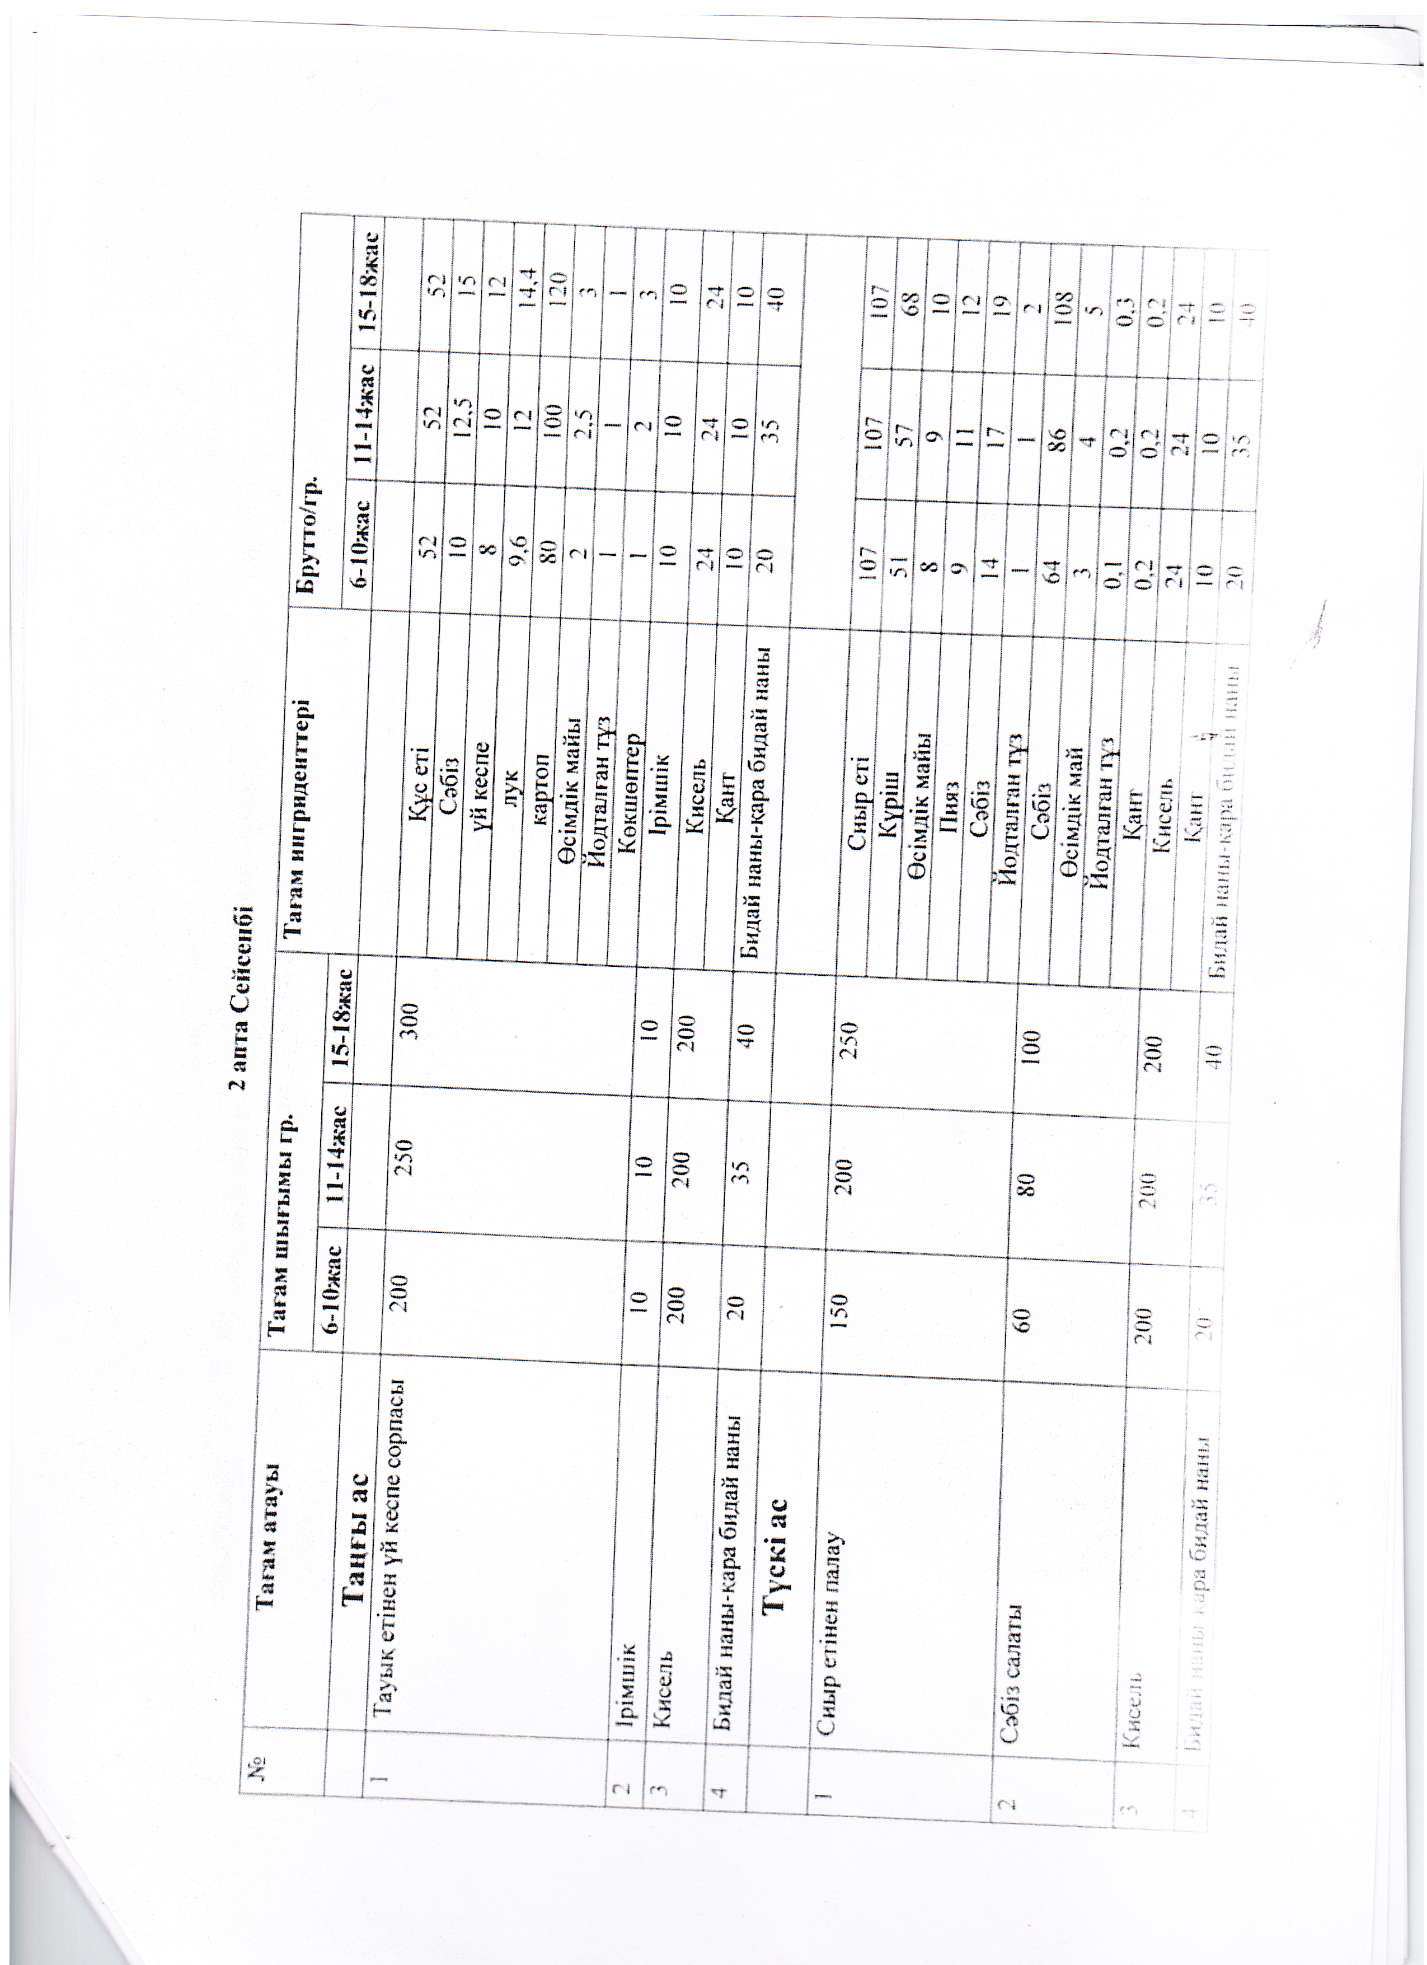 2 апта Сейсенбі
№ Тағам атауы Тағам шығымы гр. Тағам ингриденттері Брутто/гр.
6-10жас 11-14жас 15-18жас 6-10жас 11-14жас 15-18жас
Таңғы ас
1 Тауық етінен үй кеспе сорпасы 200 250 300 Құс еті 52 52 52
Сәбіз 10 12,5 15
үй кеспе 8 10 12
лук 9,6 12 14,4
картоп 80 100 120
Өсімдік майы 2 2,5 3
Йодталған тұз 1 1 1
Көкшөптер 1 2 3
2 Ірімшік 10 10 10 Ірімшік 10 10 10
3 Кисель 200 200 200 Кисель 24 24 24
Қант 10 10 10
4 Бидай наны-қара бидай наны 20 35 40 Бидай наны-қара бидай наны 20 35 40
Түскі ас
1 Сиыр етінен палау 150 200 250 Сиыр еті 107 107 107
Күріш 51 57 68
Өсімдік майы 8 9 10
Пияз 9 11 12
Сәбіз 14 17 19
Йодталған тұз 1 1 2
2 Сәбіз салаты 60 80 100 Сәбіз 64 86 108
Өсімдік май 3 4 5
Йодталған тұз 0,1 0,2 0,3
Қант 0,2 0,2 0,2
3 Кисель 200 200 200 Кисель 24 24 24
Қант 10 10 10
4 Бидай наны-қара бидай наны 20 35 40 Бидай наны-қара бидай наны 20 35 40